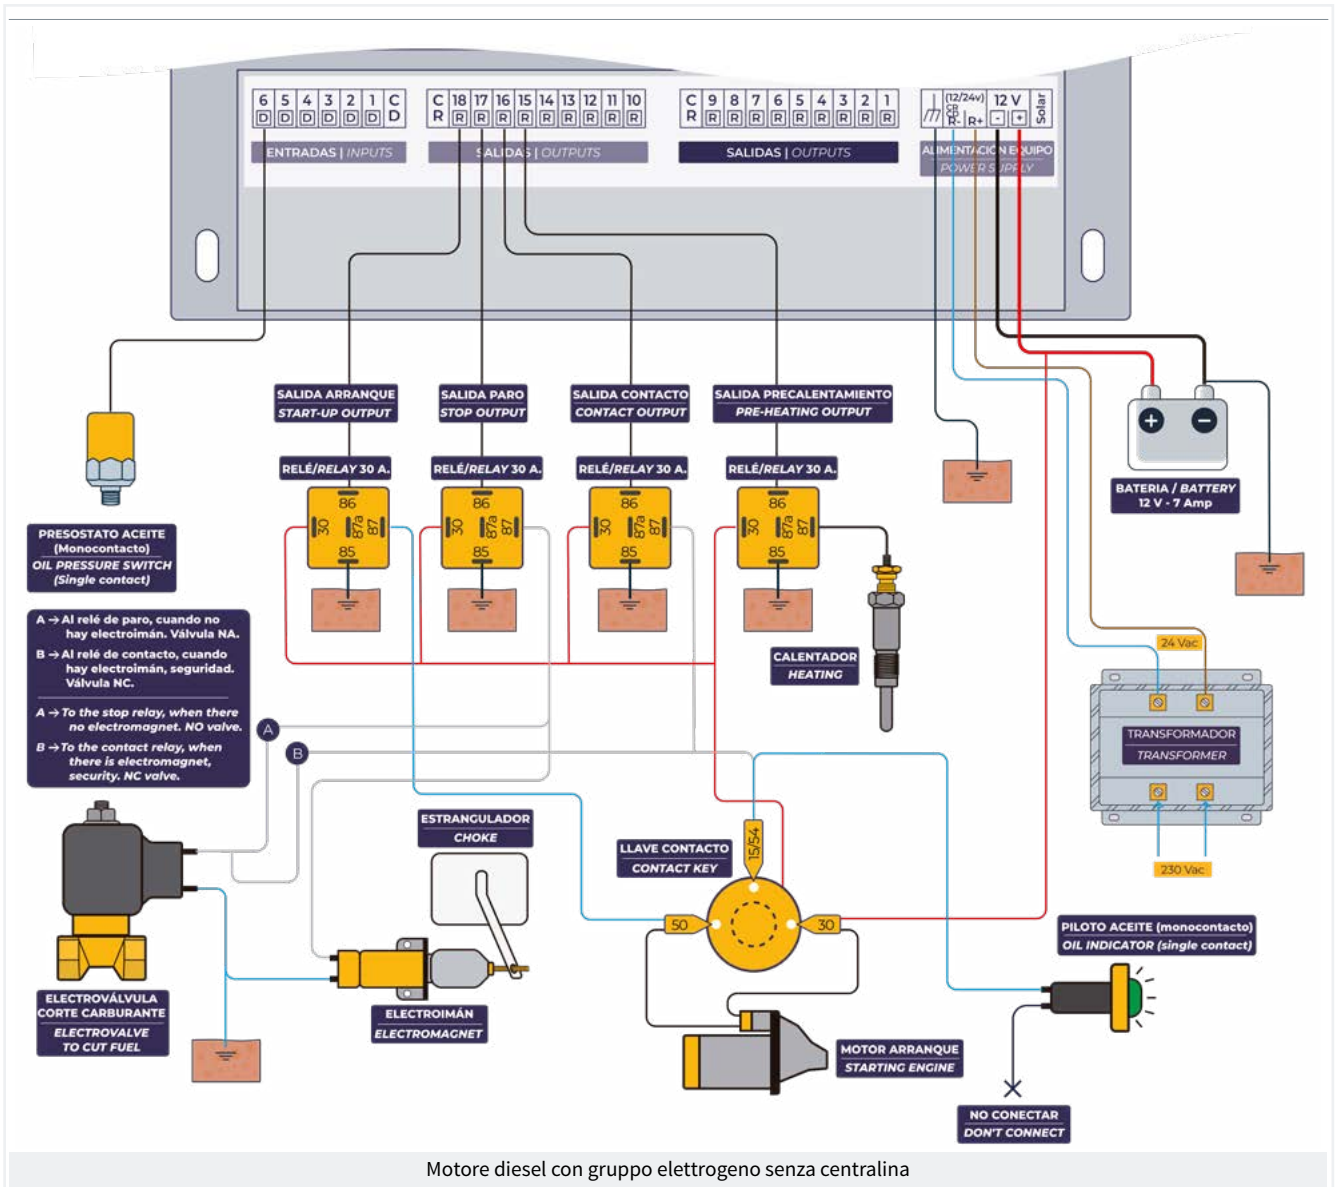 6 5 4 3 2 1 C
D D D D D D D
ENTRADAS | INPUTS
C 18 17 16 15 14 13 12 11 10
R R R R R R R R R R
SALIDAS | OUTPUTS
C 9 8 7 6 5 4 3 2 1
R R R R R R R R R R
SALIDAS | OUTPUTS
(12/24v) 12 V
R+ - + Solar
ALIMENTACIÓN EQUIPO
POWER SUPPLY
SALIDA ARRANQUE
START-UP OUTPUT
SALIDA PARO
STOP OUTPUT
SALIDA CONTACTO
CONTACT OUTPUT
SALIDA PRECALENTAMIENTO
PRE-HEATING OUTPUT
RELÉ/RELAY 30 A.
RELÉ/RELAY 30 A.
RELÉ/RELAY 30 A.
RELÉ/RELAY 30 A.
86
30 87a 87
85
86
30 87a 87
85
86
30 87a 87
85
86
30 87a 87
85
+ −
BATERIA / BATTERY
12 V - 7 Amp
PRESOSTATO ACEITE
(Monocontacto)
OIL PRESSURE SWITCH
(Single contact)
A → Al relé de paro, cuando no
hay electroimán. Válvula NA.
B → Al relé de contacto, cuando
hay electroimán, seguridad.
Válvula NC.
A → To the stop relay, when there
no electromagnet. NO valve.
B → To the contact relay, when
there is electromagnet,
security. NC valve.
A
B
CALENTADOR
HEATING
24 Vac
TRANSFORMADOR
TRANSFORMER
230 Vac
ESTRANGULADOR
CHOKE
LLAVE CONTACTO
CONTACT KEY
15/54
50
30
PILOTO ACEITE (monocontacto)
OIL INDICATOR (single contact)
ELECTROVÁLVULA
CORTE CARBURANTE
ELECTROVALVE
TO CUT FUEL
ELECTROIMÁN
ELECTROMAGNET
MOTOR ARRANQUE
STARTING ENGINE
NO CONECTAR
DON'T CONNECT
Motore diesel con gruppo elettrogeno senza centralina